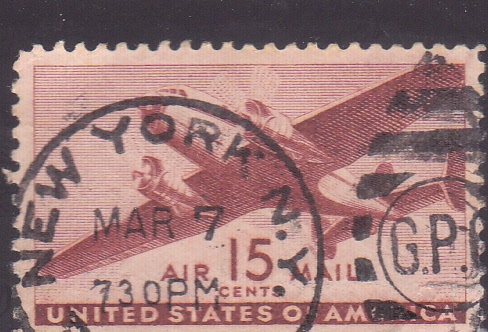 NEW YORK N.Y.
MAR 7
730PM
G.P.
AIR 15 MAIL
CENTS
UNITED STATES OF AMERICA